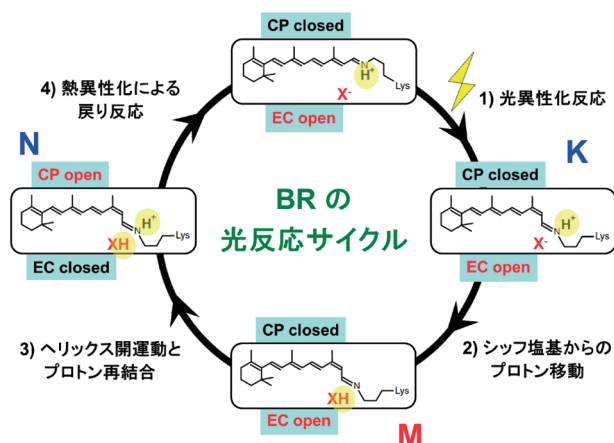 CP closed
N
H+
Lys
X-
EC open
4) 熱異性化による
戻り反応
1) 光異性化反応
N
K
CP open
N
H+
Lys
XH
EC closed
BR の
光反応サイクル
CP closed
N
H+
Lys
X-
EC open
3) ヘリックス開運動と
プロトン再結合
2) シッフ塩基からの
プロトン移動
CP closed
N
Lys
XH
EC open
M